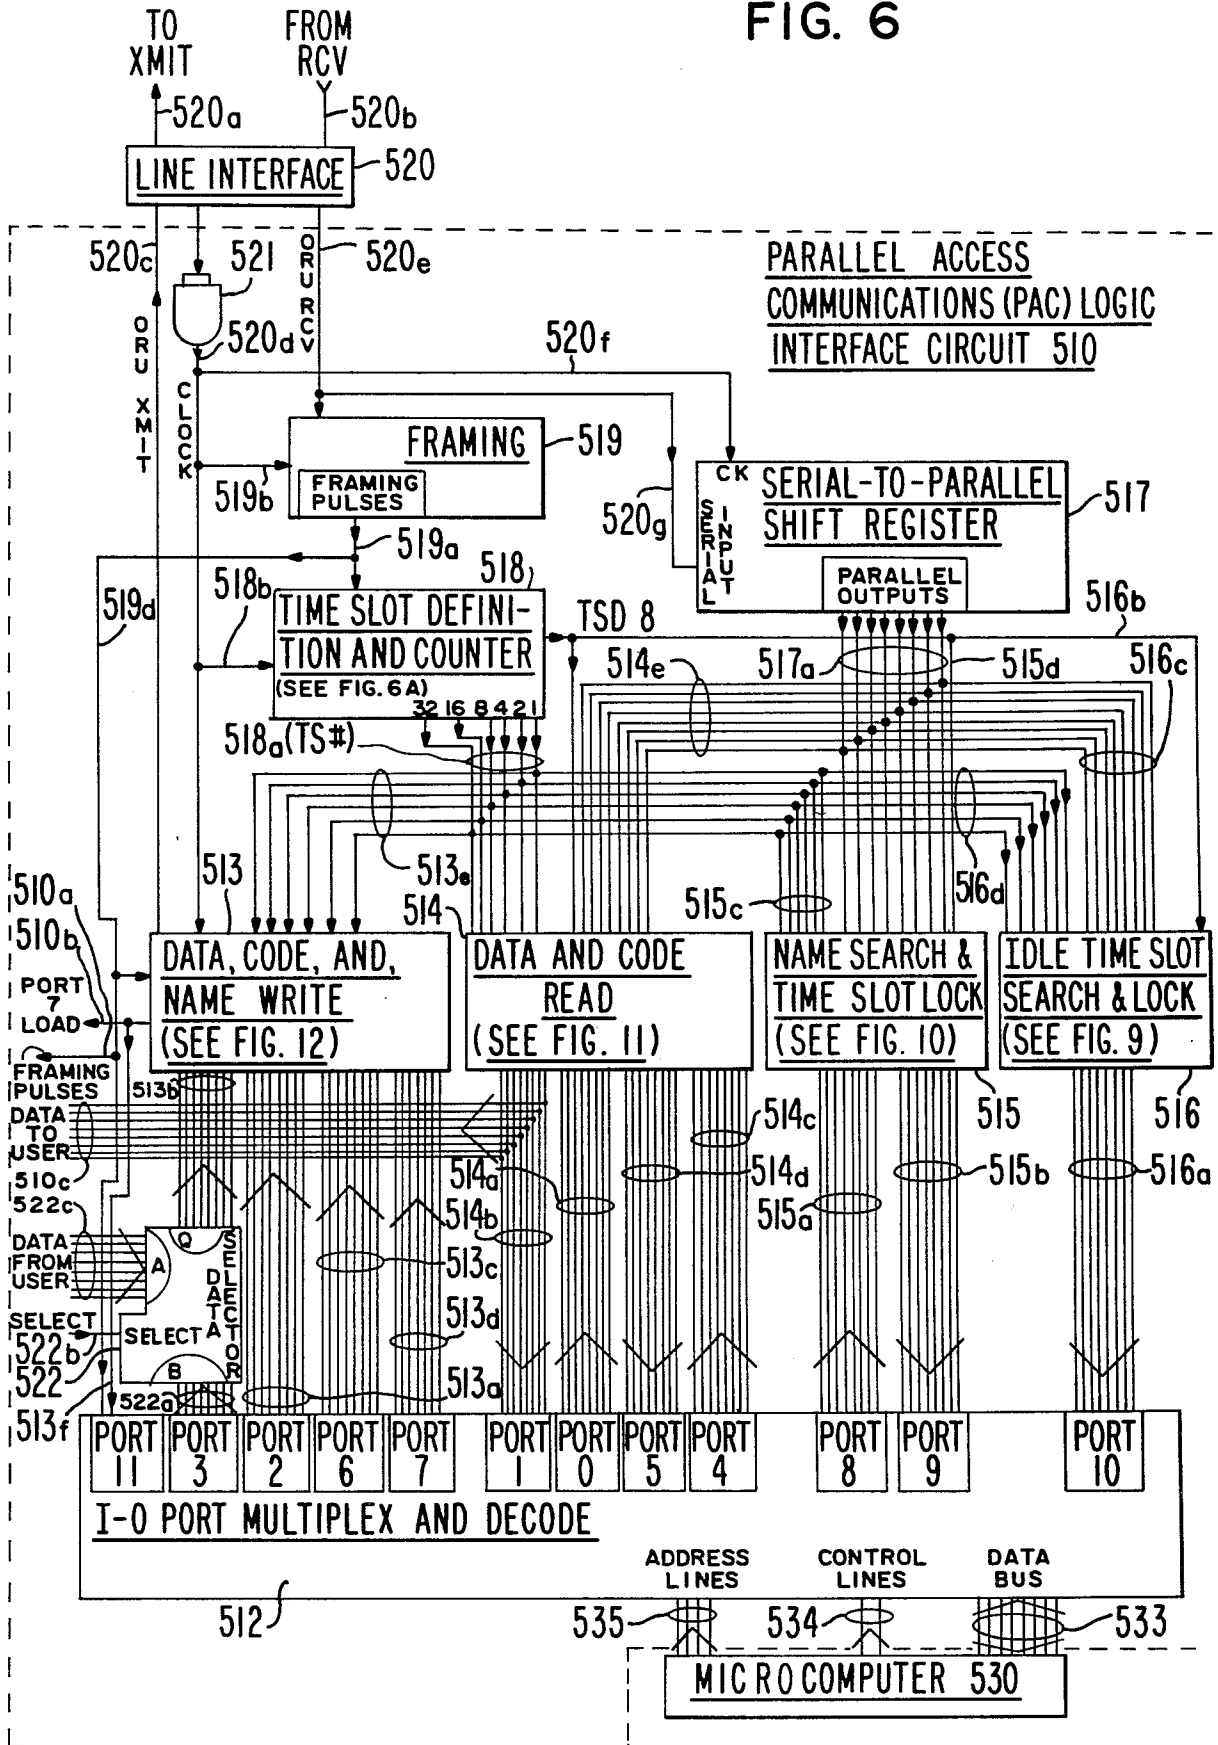 FIG. 6
TO
XMIT
FROM
RCV
520a
520b
LINE INTERFACE
520
520c
521
ORU RCV
520e
PARALLEL ACCESS
COMMUNICATIONS (PAC) LOGIC
INTERFACE CIRCUIT 510
ORU XMIT
520d
520f
CLOCK
FRAMING
519
FRAMING
PULSES
519b
520g
CK
SERIAL INPUT
SERIAL-TO-PARALLEL
SHIFT REGISTER
517
PARALLEL
OUTPUTS
519a
519d
518b
518
TIME SLOT DEFINI-
TION AND COUNTER
(SEE FIG. 6A)
32 16 8 4 2 1
TSD 8
516b
514e
517a
515d
516c
518a (TS#)
513e
516d
515c
510a
510b
513
514
PORT
7
LOAD
DATA, CODE, AND,
NAME WRITE
(SEE FIG. 12)
DATA AND CODE
READ
(SEE FIG. 11)
NAME SEARCH &
TIME SLOT LOCK
(SEE FIG. 10)
IDLE TIME SLOT
SEARCH & LOCK
(SEE FIG. 9)
FRAMING
PULSES
513b
515
516
DATA
TO
USER
510c
514c
514a
514d
515b
516a
514b
515a
522c
DATA
FROM
USER
A
Q
DATA
SELECTOR
513c
SELECT
SELECT
522b
522
B
513d
513a
522a
513f
PORT
11
PORT
3
PORT
2
PORT
6
PORT
7
PORT
1
PORT
0
PORT
5
PORT
4
PORT
8
PORT
9
PORT
10
I-O PORT MULTIPLEX AND DECODE
ADDRESS
LINES
CONTROL
LINES
DATA
BUS
512
535
534
533
MICROCOMPUTER 530